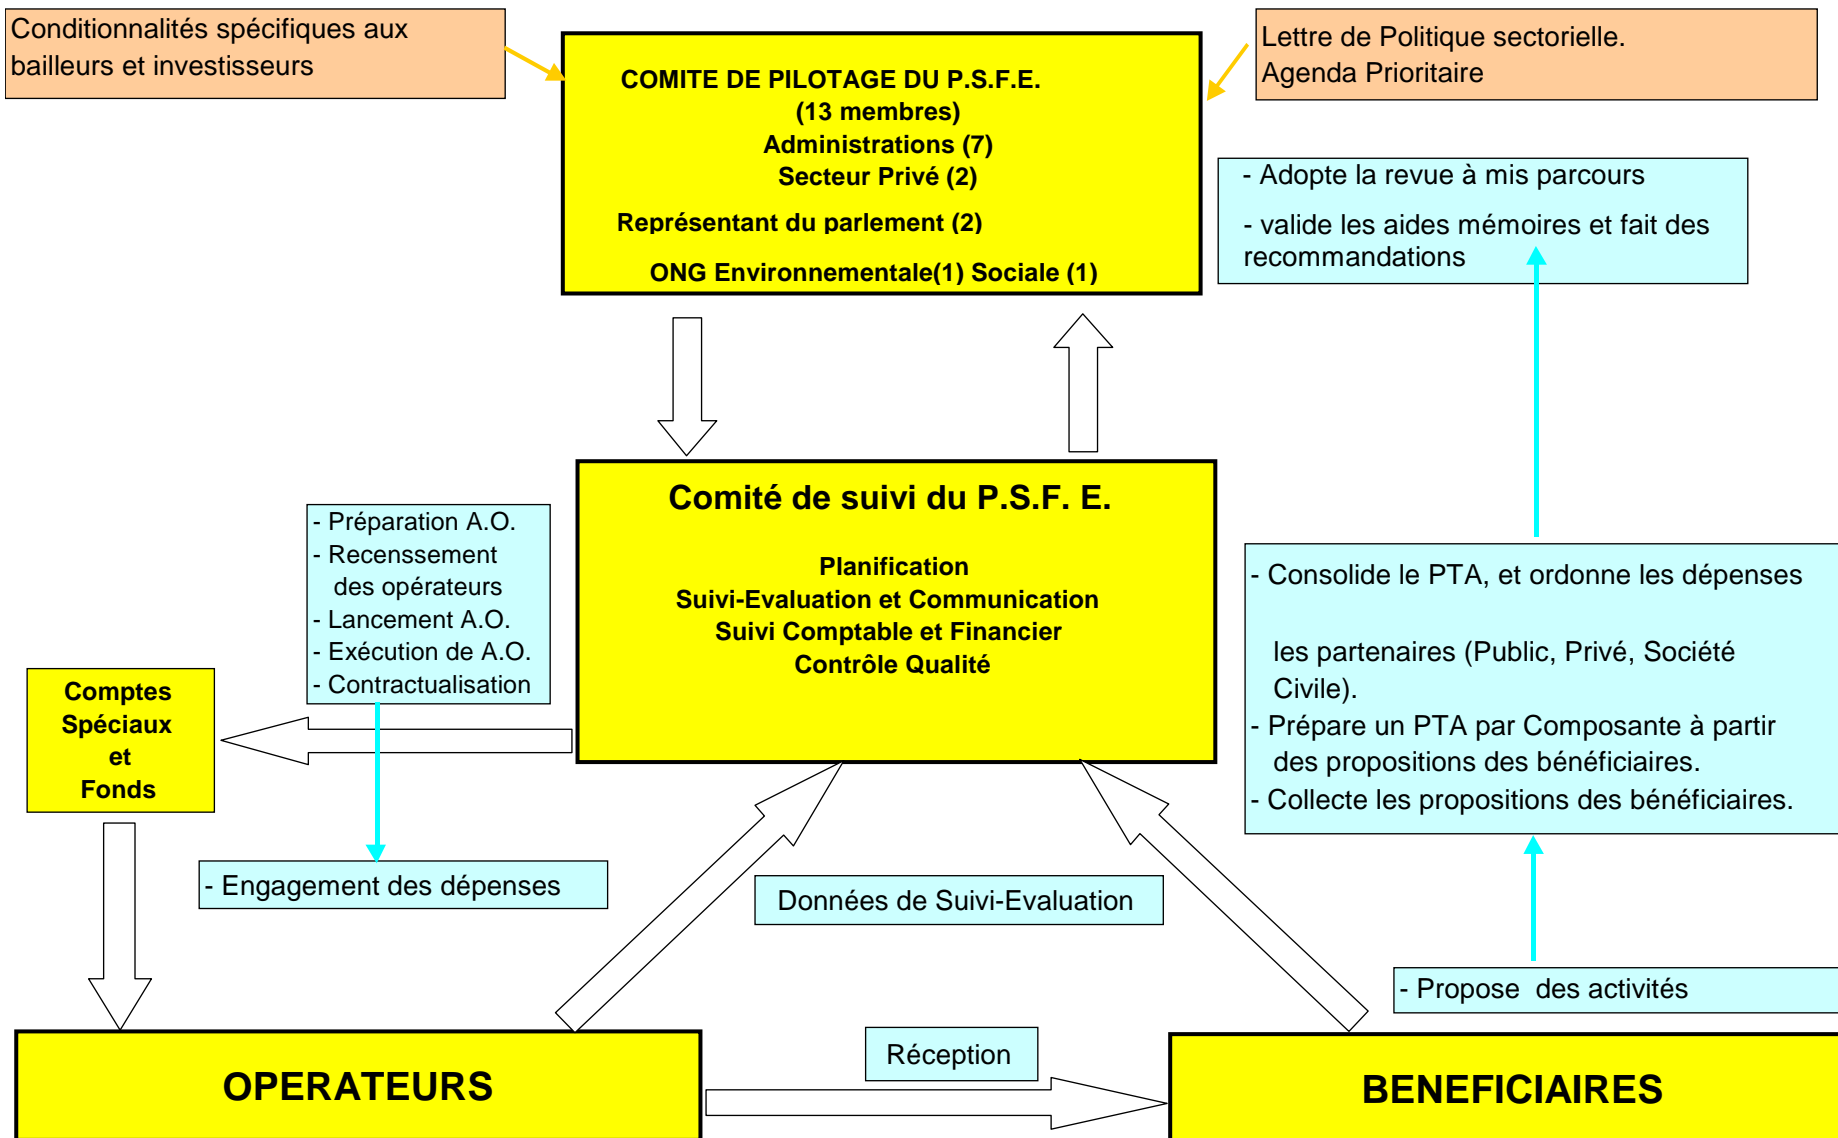 Conditionnalités spécifiques aux
bailleurs et investisseurs
COMITE DE PILOTAGE DU P.S.F.E.
(13 membres)
Administrations (7)
Secteur Privé (2)
Représentant du parlement (2)
ONG Environnementale(1) Sociale (1)
Lettre de Politique sectorielle.
Agenda Prioritaire
- Adopte la revue à mis parcours
- valide les aides mémoires et fait des
recommandations
Comité de suivi du P.S.F. E.
Planification
Suivi-Evaluation et Communication
Suivi Comptable et Financier
Contrôle Qualité
- Préparation A.O.
- Recenssement
des opérateurs
- Lancement A.O.
- Exécution de A.O.
- Contractualisation
- Consolide le PTA, et ordonne les dépenses
les partenaires (Public, Privé, Société
Civile).
- Prépare un PTA par Composante à partir
des propositions des bénéficiaires.
- Collecte les propositions des bénéficiaires.
Comptes
Spéciaux
et
Fonds
- Engagement des dépenses
Données de Suivi-Evaluation
- Propose des activités
Réception
OPERATEURS
BENEFICIAIRES